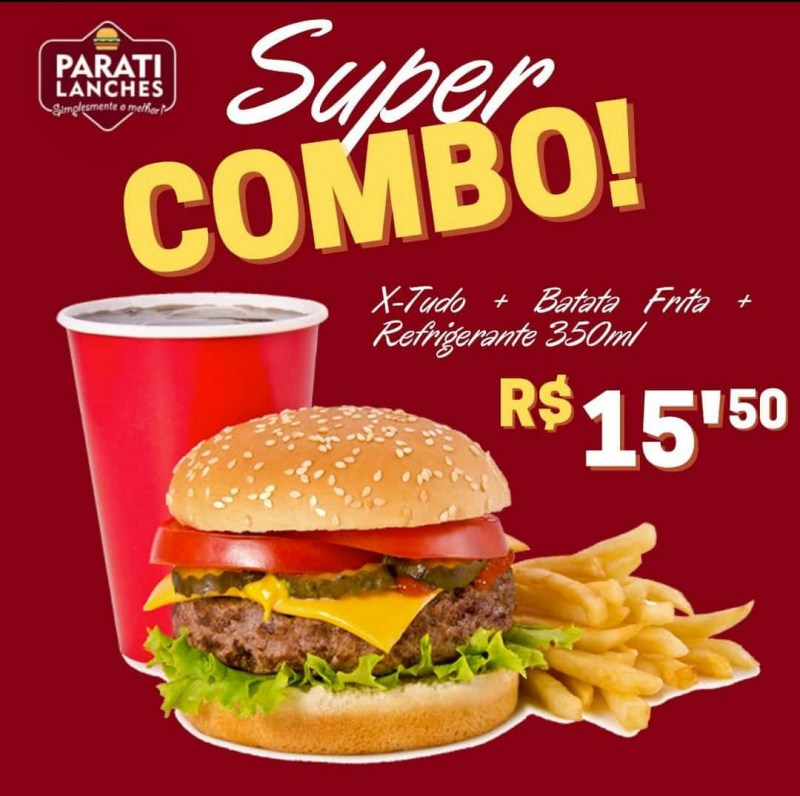 PARATI
LANCHES
Simplesmente o melhor!
Super
COMBO!
X-Tudo + Batata Frita +
Refrigerante 350ml
R$ 15'50